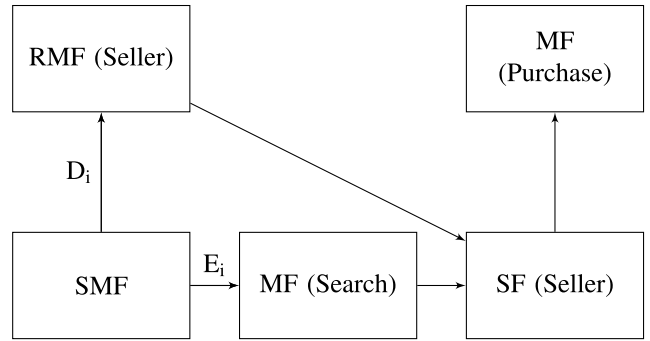 RMF (Seller)
MF
(Purchase)
Di
SMF
Ei
MF (Search)
SF (Seller)